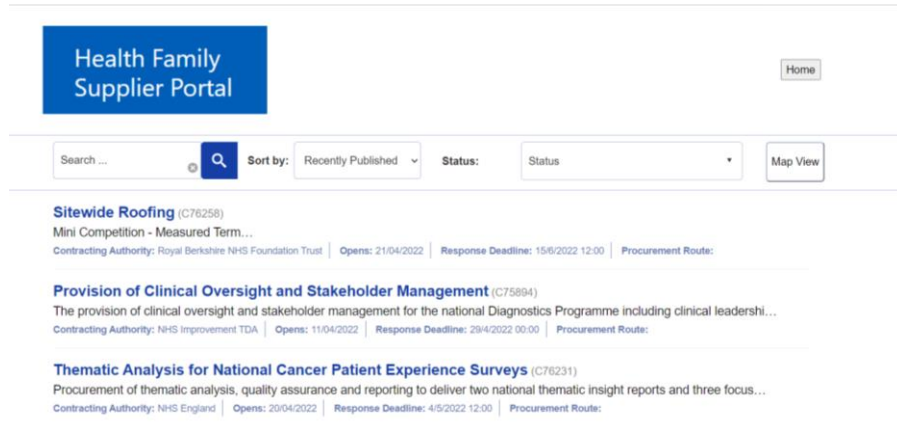 Health Family
Supplier Portal
Home
Search ...
Sort by: Recently Published
Status: Status
Map View
Sitewide Roofing (C76258)
Mini Competition - Measured Term…
Contracting Authority: Royal Berkshire NHS Foundation Trust Opens: 21/04/2022 Response Deadline: 15/6/2022 12:00 Procurement Route:
Provision of Clinical Oversight and Stakeholder Management (C75894)
The provision of clinical oversight and stakeholder management for the national Diagnostics Programme including clinical leadershi…
Contracting Authority: NHS Improvement TDA Opens: 11/04/2022 Response Deadline: 29/4/2022 00:00 Procurement Route:
Thematic Analysis for National Cancer Patient Experience Surveys (C76231)
Procurement of thematic analysis, quality assurance and reporting to deliver two national thematic insight reports and three focus…
Contracting Authority: NHS England Opens: 20/04/2022 Response Deadline: 4/5/2022 12:00 Procurement Route: